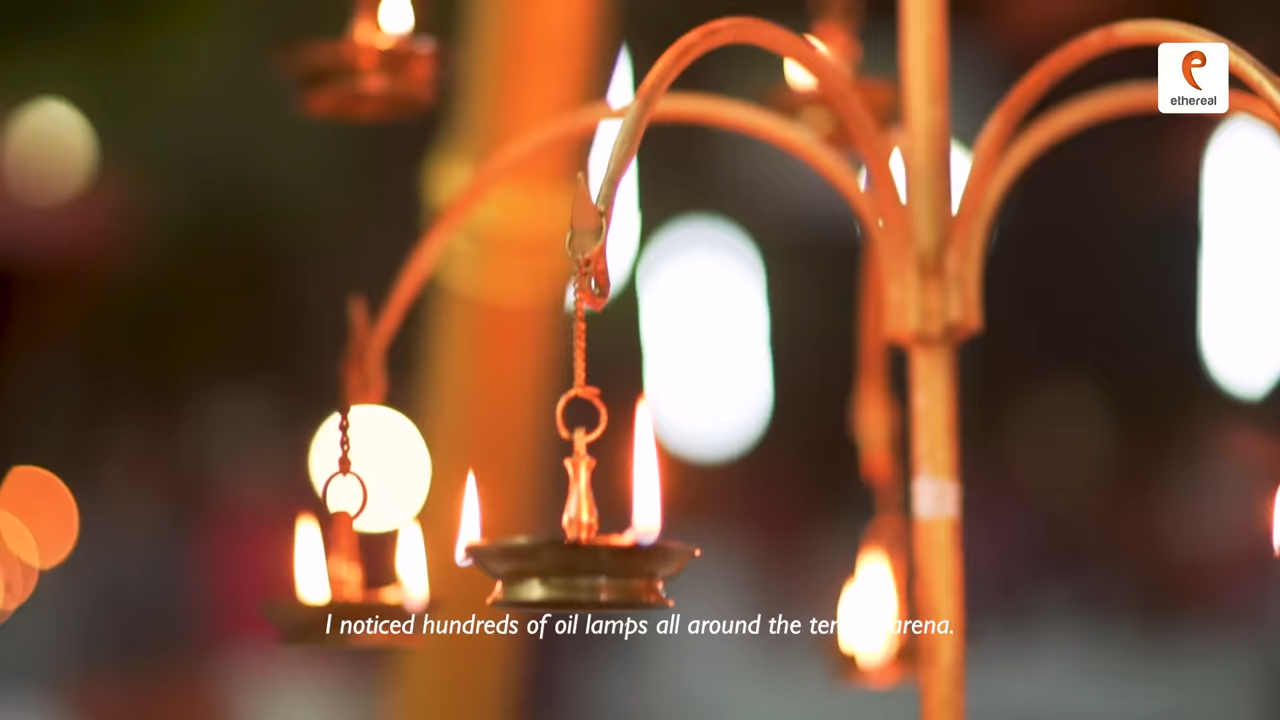 ethereal
I noticed hundreds of oil lamps all around the arena.